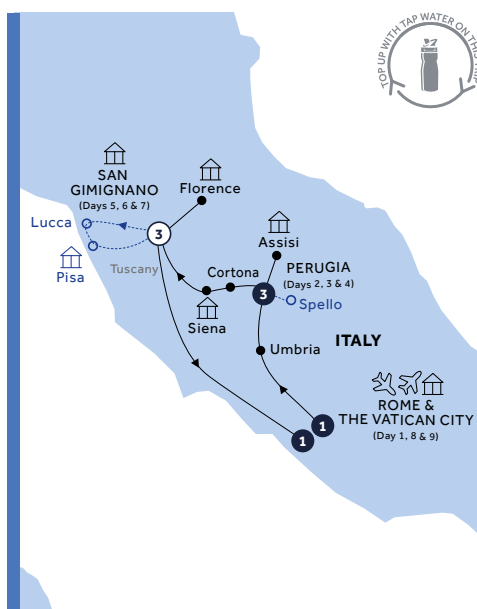 TOP UP WITH TAP WATER ON THIS TRIP
SAN
GIMIGNANO
(Days 5, 6 & 7)
Florence
Lucca
3
Assisi
Pisa
Tuscany
Cortona
PERUGIA
(Days 2, 3 & 4)
3
Spello
Siena
ITALY
Umbria
ROME &
THE VATICAN CITY
(Day 1, 8 & 9)
1
1